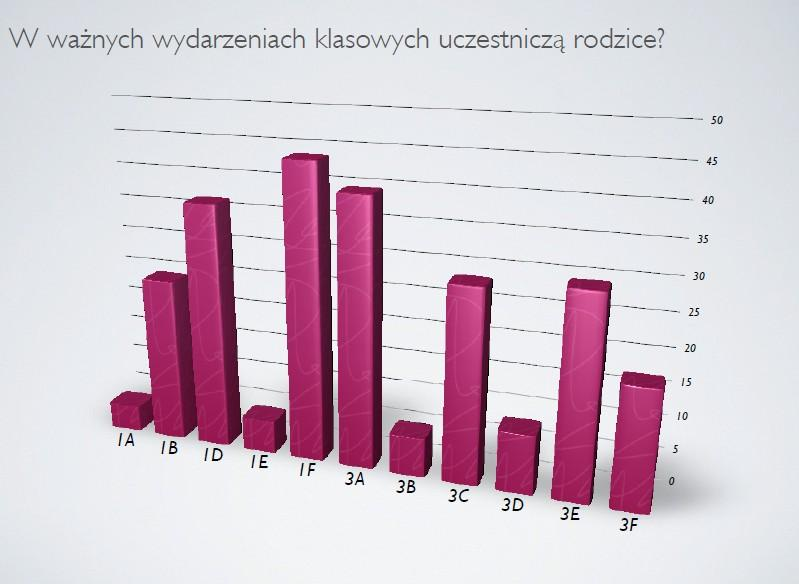 W ważnych wydarzeniach klasowych uczestniczą rodzice?
50
45
40
35
30
25
20
15
10
5
0
1A
1B
1D
1E
1F
3A
3B
3C
3D
3E
3F